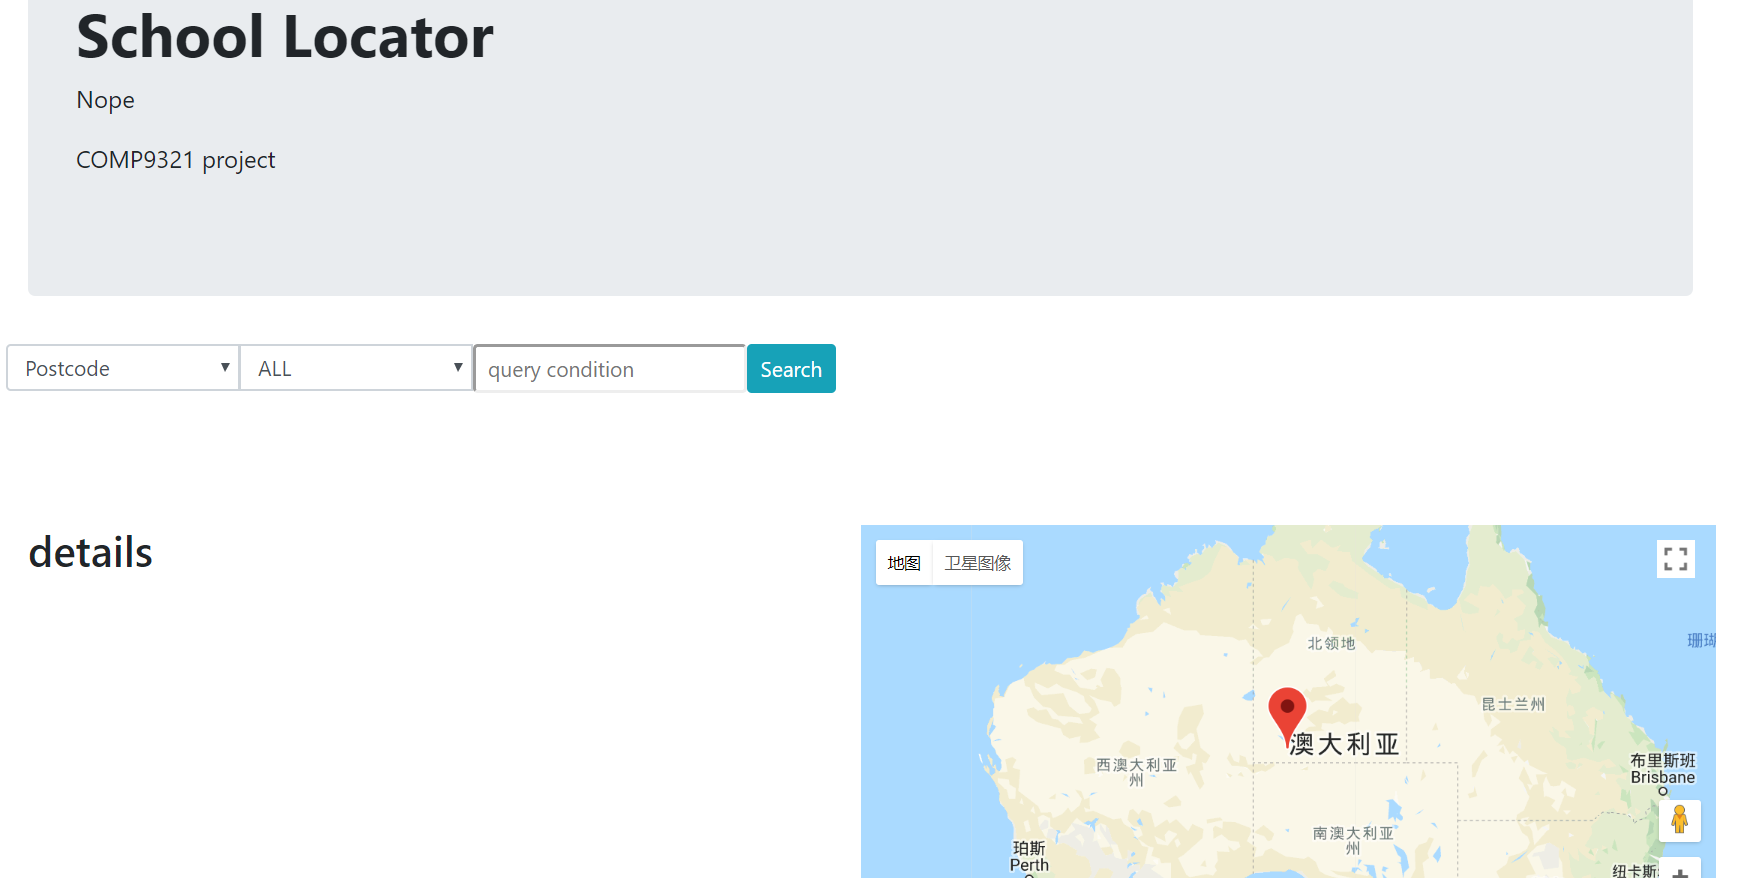 School Locator
Nope
COMP9321 project
Postcode
ALL
query condition
Search
details
地图
卫星图像
北领地
珊瑚
昆士兰州
澳大利亚
西澳大利亚
州
布里斯班
Brisbane
南澳大利亚
州
珀斯
Perth
纽卡斯